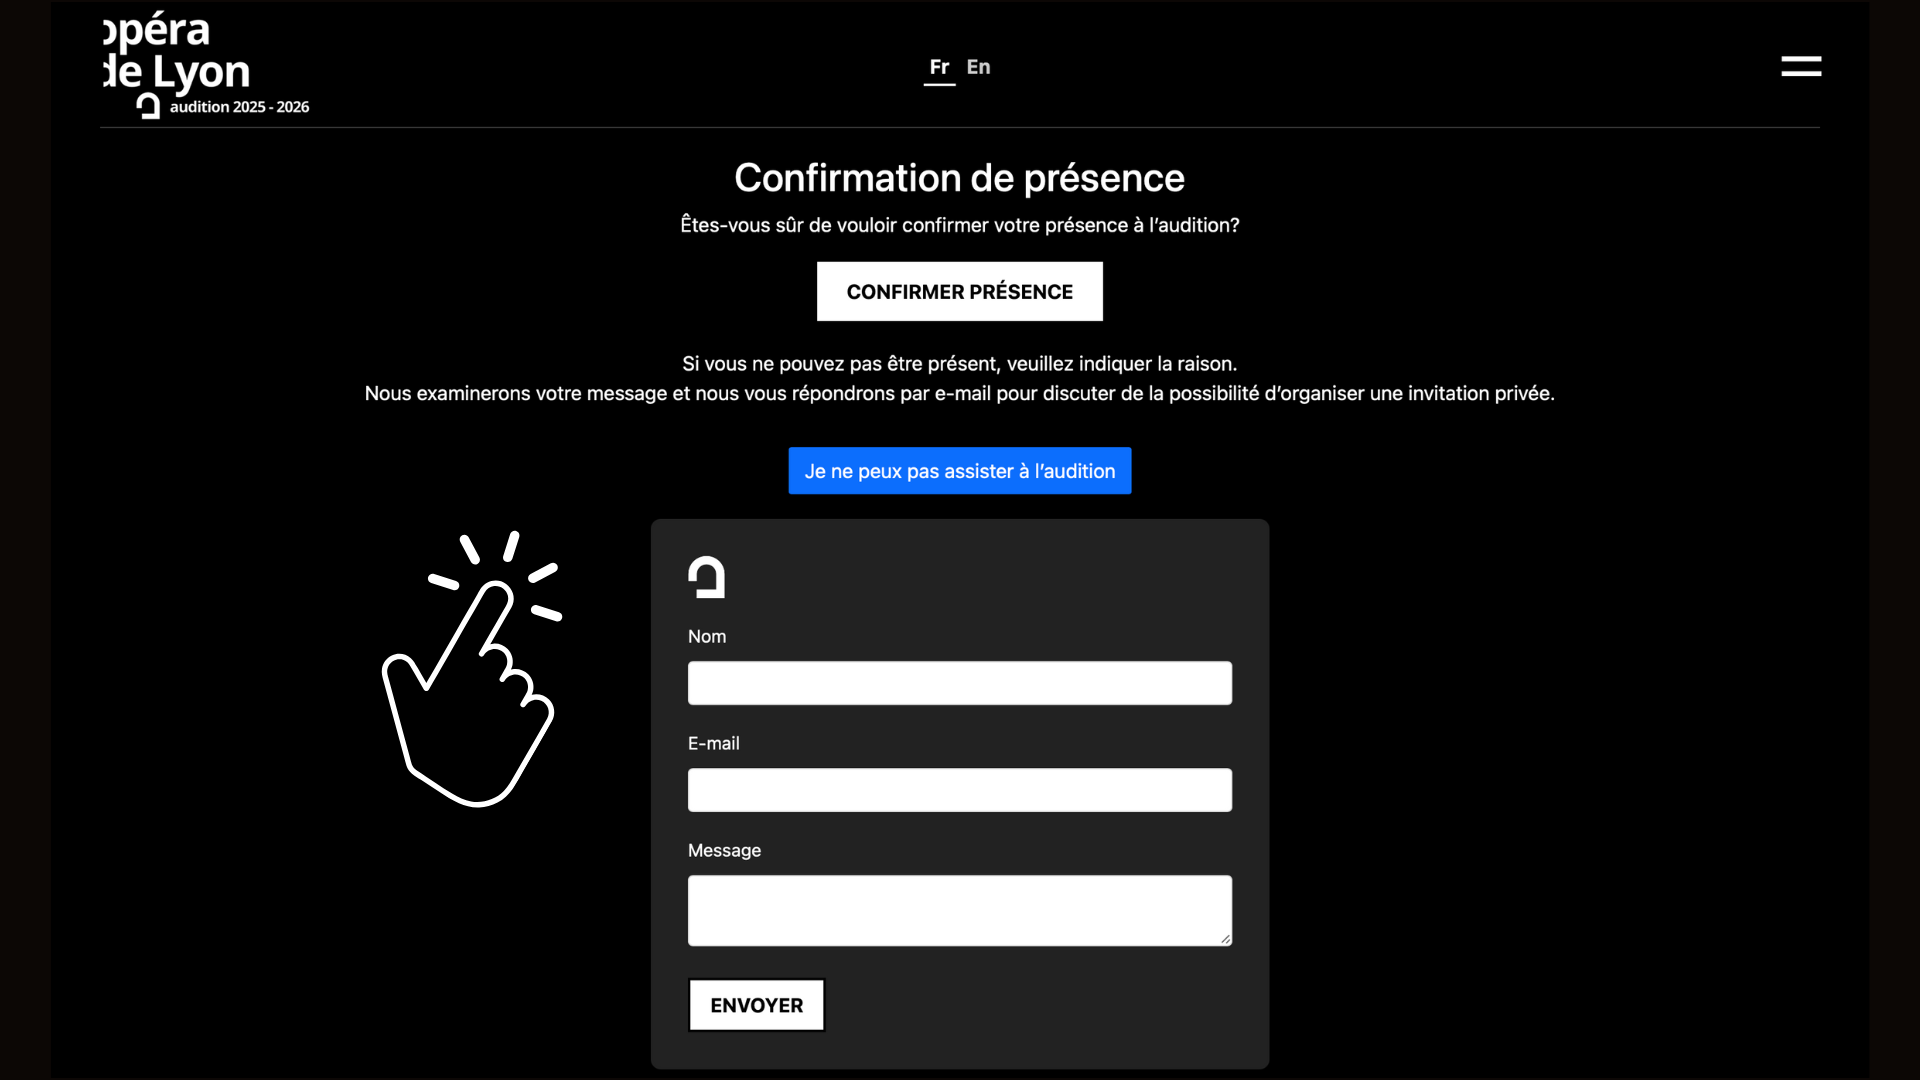 opéra
de Lyon
audition 2025 - 2026
Fr En
Confirmation de présence
Êtes-vous sûr de vouloir confirmer votre présence à l’audition?
CONFIRMER PRÉSENCE
Si vous ne pouvez pas être présent, veuillez indiquer la raison.
Nous examinerons votre message et nous vous répondrons par e-mail pour discuter de la possibilité d’organiser une invitation privée.
Je ne peux pas assister à l’audition
Nom
E-mail
Message
ENVOYER